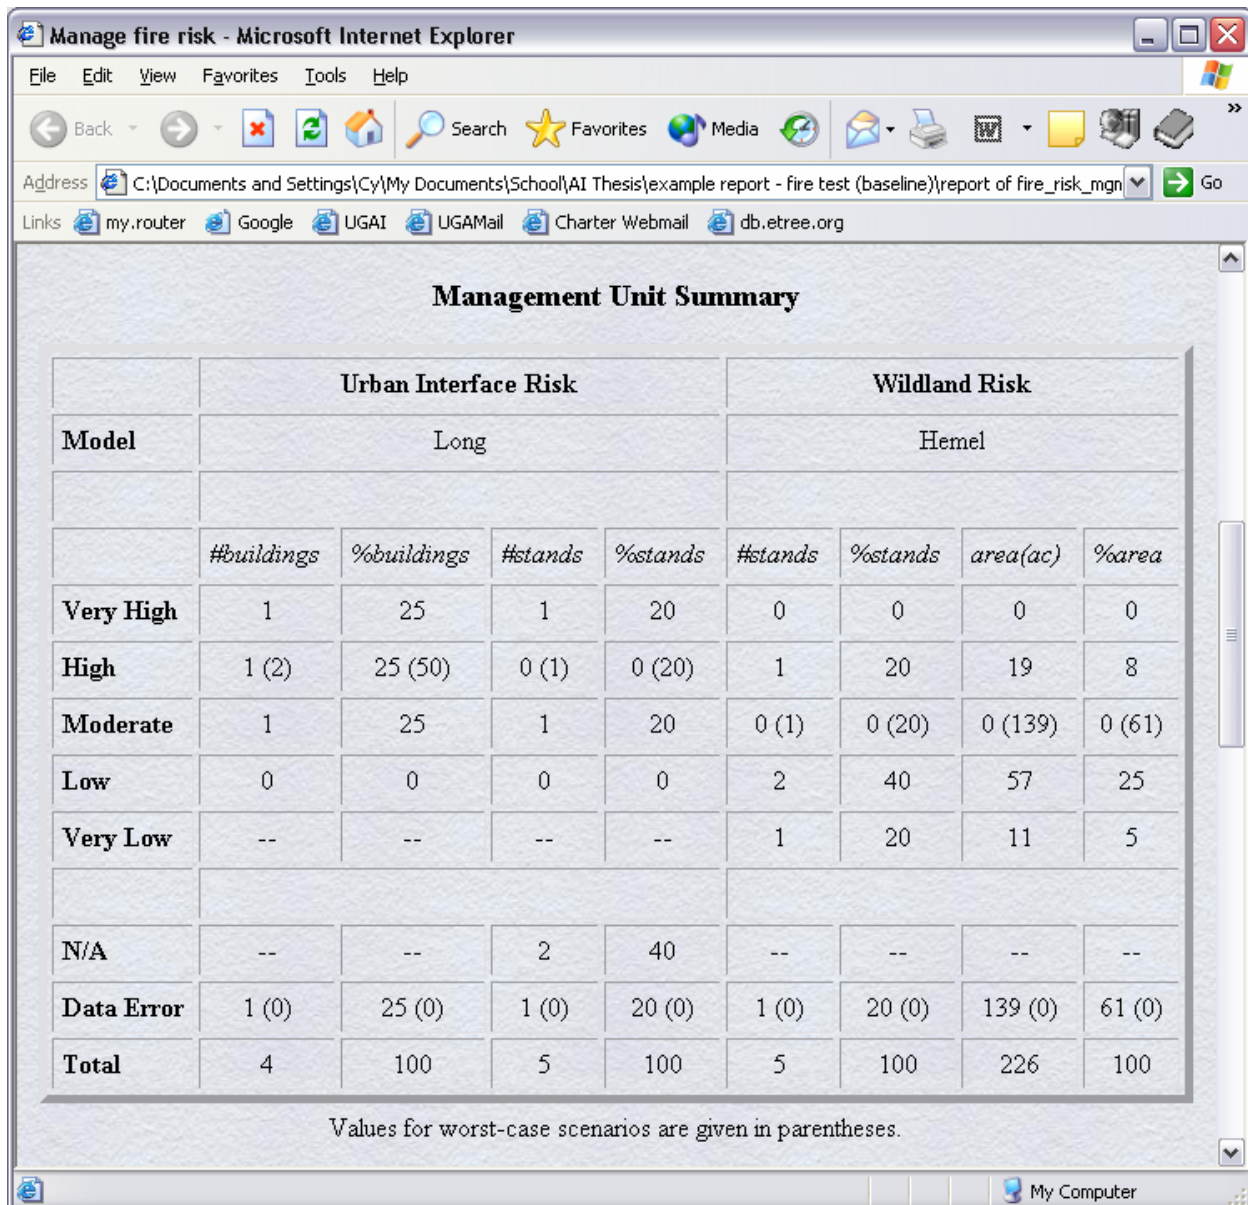 Manage fire risk - Microsoft Internet Explorer
File Edit View Favorites Tools Help
Back Search Favorites Media W »
Address C:\Documents and Settings\Cy\My Documents\School\AI Thesis\example report - fire test (baseline)\report of fire_risk_mgn Go
Links my.router Google UGAI UGAMail Charter Webmail db.etree.org
Management Unit Summary
Urban Interface Risk Wildland Risk
Model Long Hemel
#buildings %buildings #stands %stands #stands %stands area(ac) %area
Very High 1 25 1 20 0 0 0 0
High 1 (2) 25 (50) 0 (1) 0 (20) 1 20 19 8
Moderate 1 25 1 20 0 (1) 0 (20) 0 (139) 0 (61)
Low 0 0 0 0 2 40 57 25
Very Low -- -- -- -- 1 20 11 5
N/A -- -- 2 40 -- -- -- --
Data Error 1 (0) 25 (0) 1 (0) 20 (0) 1 (0) 20 (0) 139 (0) 61 (0)
Total 4 100 5 100 5 100 226 100
Values for worst-case scenarios are given in parentheses.
My Computer